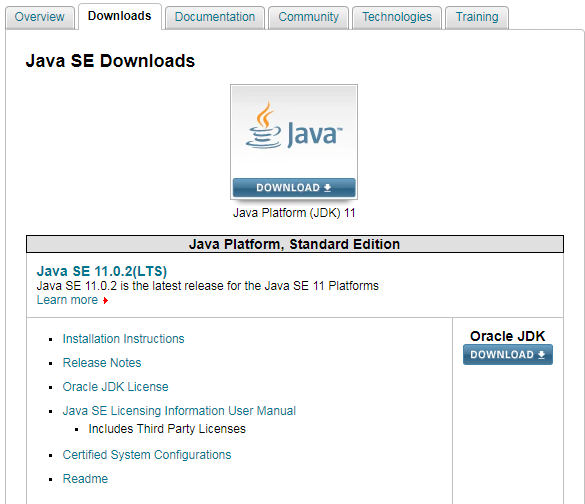 Overview
Downloads
Documentation
Community
Technologies
Training
Java SE Downloads
Java™
DOWNLOAD
Java Platform (JDK) 11
Java Platform, Standard Edition
Java SE 11.0.2(LTS)
Java SE 11.0.2 is the latest release for the Java SE 11 Platforms
Learn more
Installation Instructions
Release Notes
Oracle JDK License
Java SE Licensing Information User Manual
Includes Third Party Licenses
Certified System Configurations
Readme
Oracle JDK
DOWNLOAD